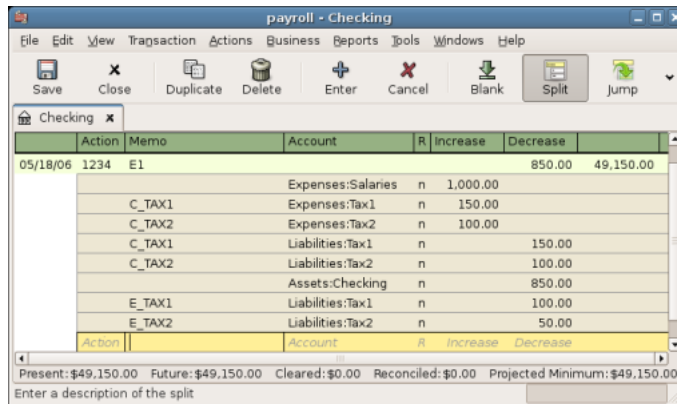 payroll - Checking
File Edit View Transaction Actions Business Reports Tools Windows Help
Save Close Duplicate Delete Enter Cancel Blank Split Jump
Checking
Action Memo Account R Increase Decrease
05/18/06 1234 E1 850.00 49,150.00
Expenses:Salaries n 1,000.00
C_TAX1 Expenses:Tax1 n 150.00
C_TAX2 Expenses:Tax2 n 100.00
C_TAX1 Liabilities:Tax1 n 150.00
C_TAX2 Liabilities:Tax2 n 100.00
Assets:Checking n 850.00
E_TAX1 Liabilities:Tax1 n 100.00
E_TAX2 Liabilities:Tax2 n 50.00
Action Account R Increase Decrease
Present:$49,150.00 Future:$49,150.00 Cleared:$0.00 Reconciled:$0.00 Projected Minimum:$49,150.00
Enter a description of the split